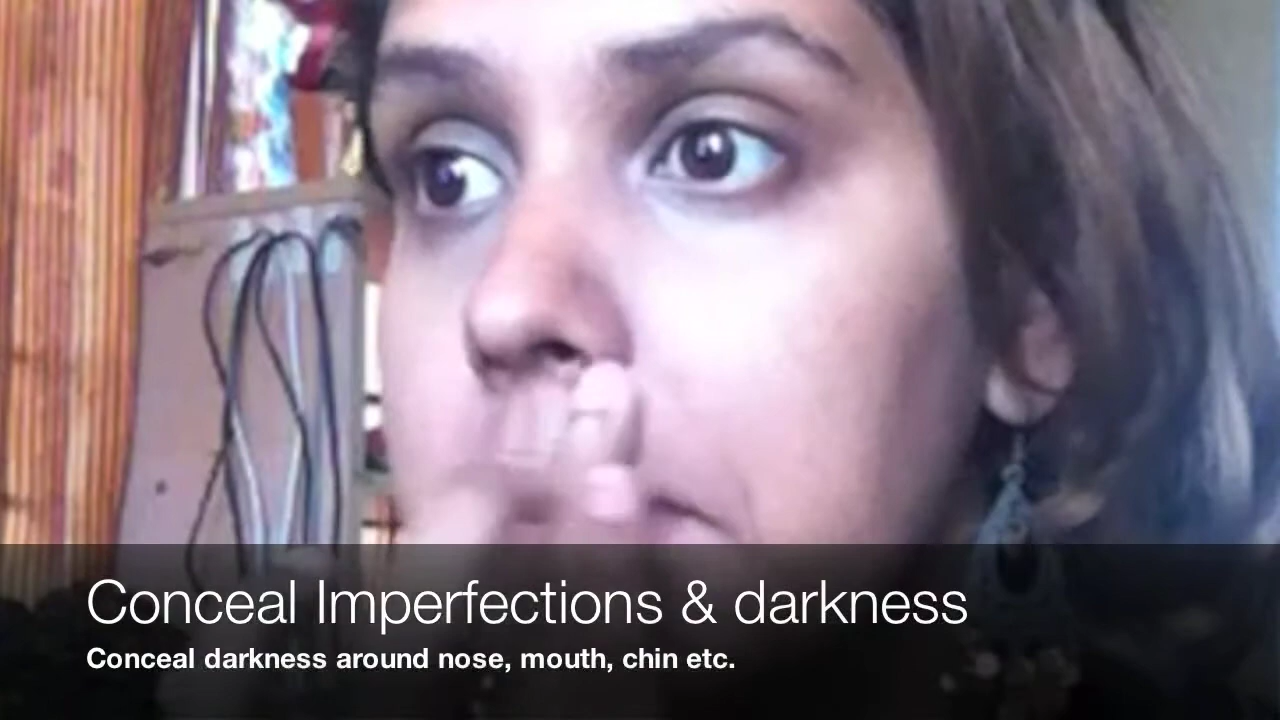 Conceal Imperfections & darkness
Conceal darkness around nose, mouth, chin etc.